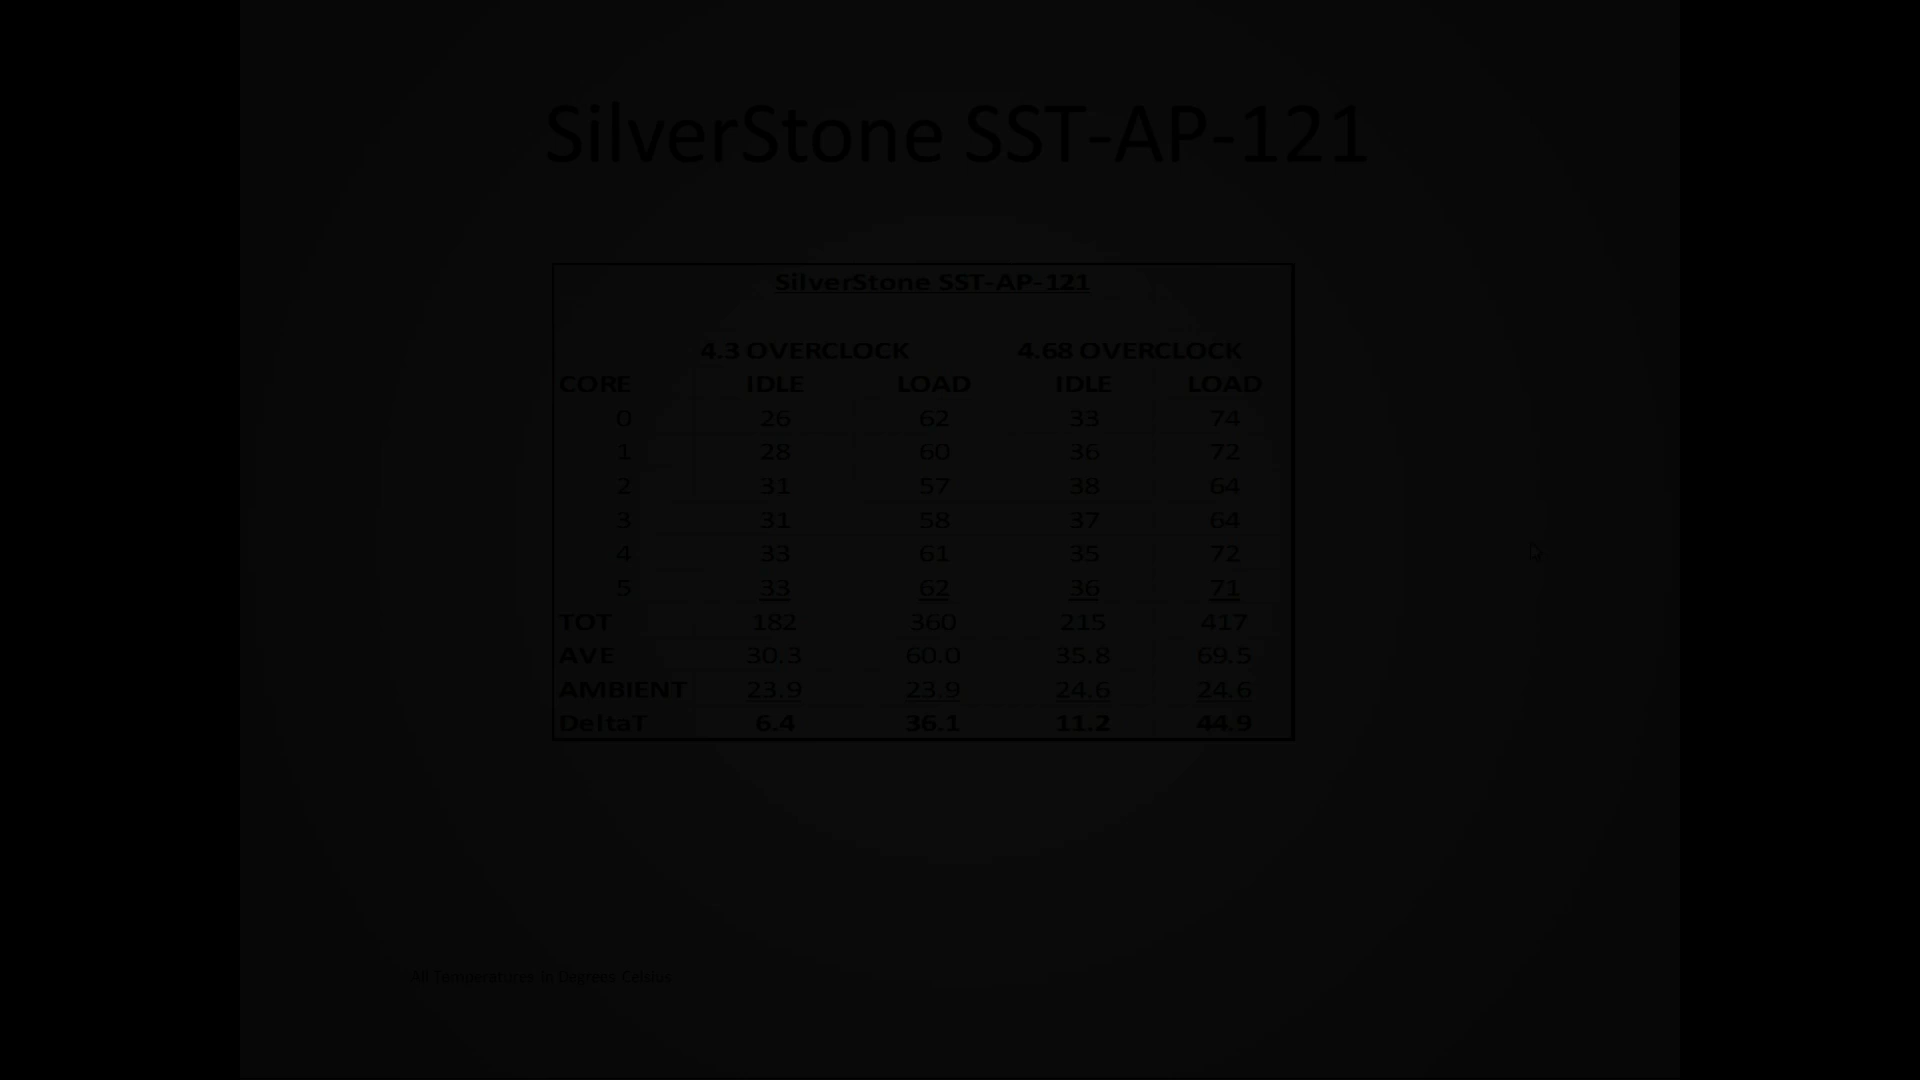 SilverStone SST-AP-121
SilverStone SST-AP-121
4.3 OVERCLOCK 4.68 OVERCLOCK
CORE IDLE LOAD IDLE LOAD
0 26 62 33 74
1 28 60 36 72
2 31 57 38 64
3 31 58 37 64
4 33 61 35 72
5 33 62 36 71
TOT 182 360 215 417
AVE 30.3 60.0 35.8 69.5
AMBIENT 23.9 23.9 24.6 24.6
DeltaT 6.4 36.1 11.2 44.9
All Temperatures in Degrees Celsius